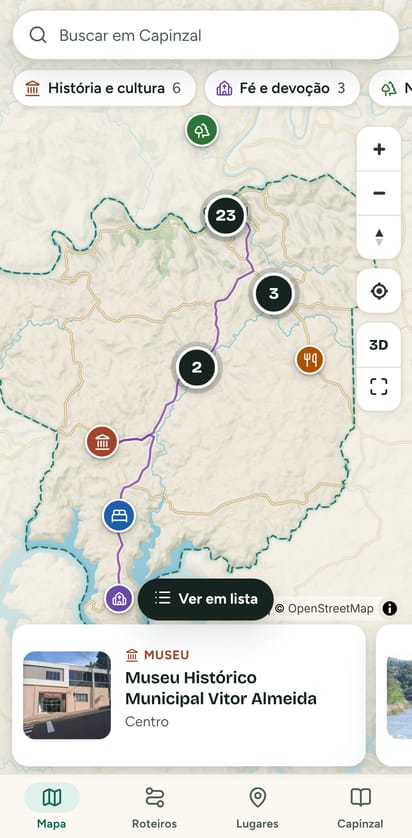 Buscar em Capinzal
História e cultura 6
Fé e devoção 3
N
23
3
2
3D
Ver em lista
© OpenStreetMap
MUSEU
Museu Histórico
Municipal Vitor Almeida
Centro
Mapa
Roteiros
Lugares
Capinzal